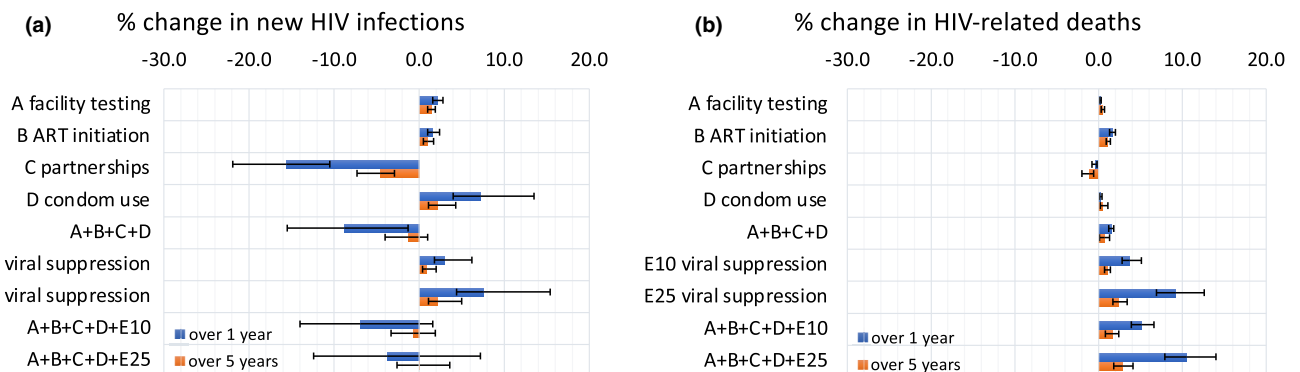 (a) % change in new HIV infections
-30.0 -20.0 -10.0 0.0 10.0 20.0
A facility testing
B ART initiation
C partnerships
D condom use
A+B+C+D
viral suppression
viral suppression
A+B+C+D+E10
A+B+C+D+E25
over 1 year
over 5 years
(b) % change in HIV-related deaths
-30.0 -20.0 -10.0 0.0 10.0 20.0
A facility testing
B ART initiation
C partnerships
D condom use
A+B+C+D
E10 viral suppression
E25 viral suppression
A+B+C+D+E10
A+B+C+D+E25
over 1 year
over 5 years